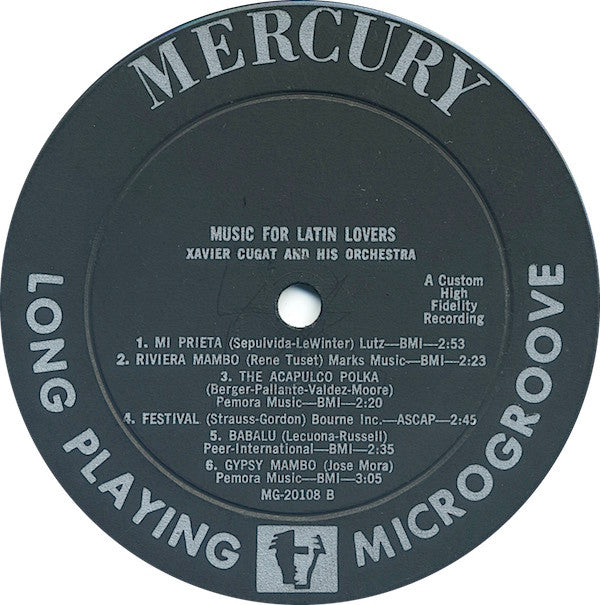 MERCURY
MUSIC FOR LATIN LOVERS
XAVIER CUGAT AND HIS ORCHESTRA
A Custom
High
Fidelity
Recording
1. MI PRIETA (Sepulvida-LeWinter) Lutz—BMI—2:53
2. RIVIERA MAMBO (Rene Tuset) Marks Music—BMI—2:23
3. THE ACAPULCO POLKA
(Berger-Pallante-Valdez-Moore)
Pemora Music—BMI—2:20
4. FESTIVAL (Strauss-Gordon) Bourne Inc.—ASCAP—2:45
5. BABALU (Lecuona-Russell)
Peer-International—BMI—2:35
6. GYPSY MAMBO (Jose Mora)
Pemora Music—BMI—3:05
MG-20108 B
LONG PLAYING MICROGROOVE